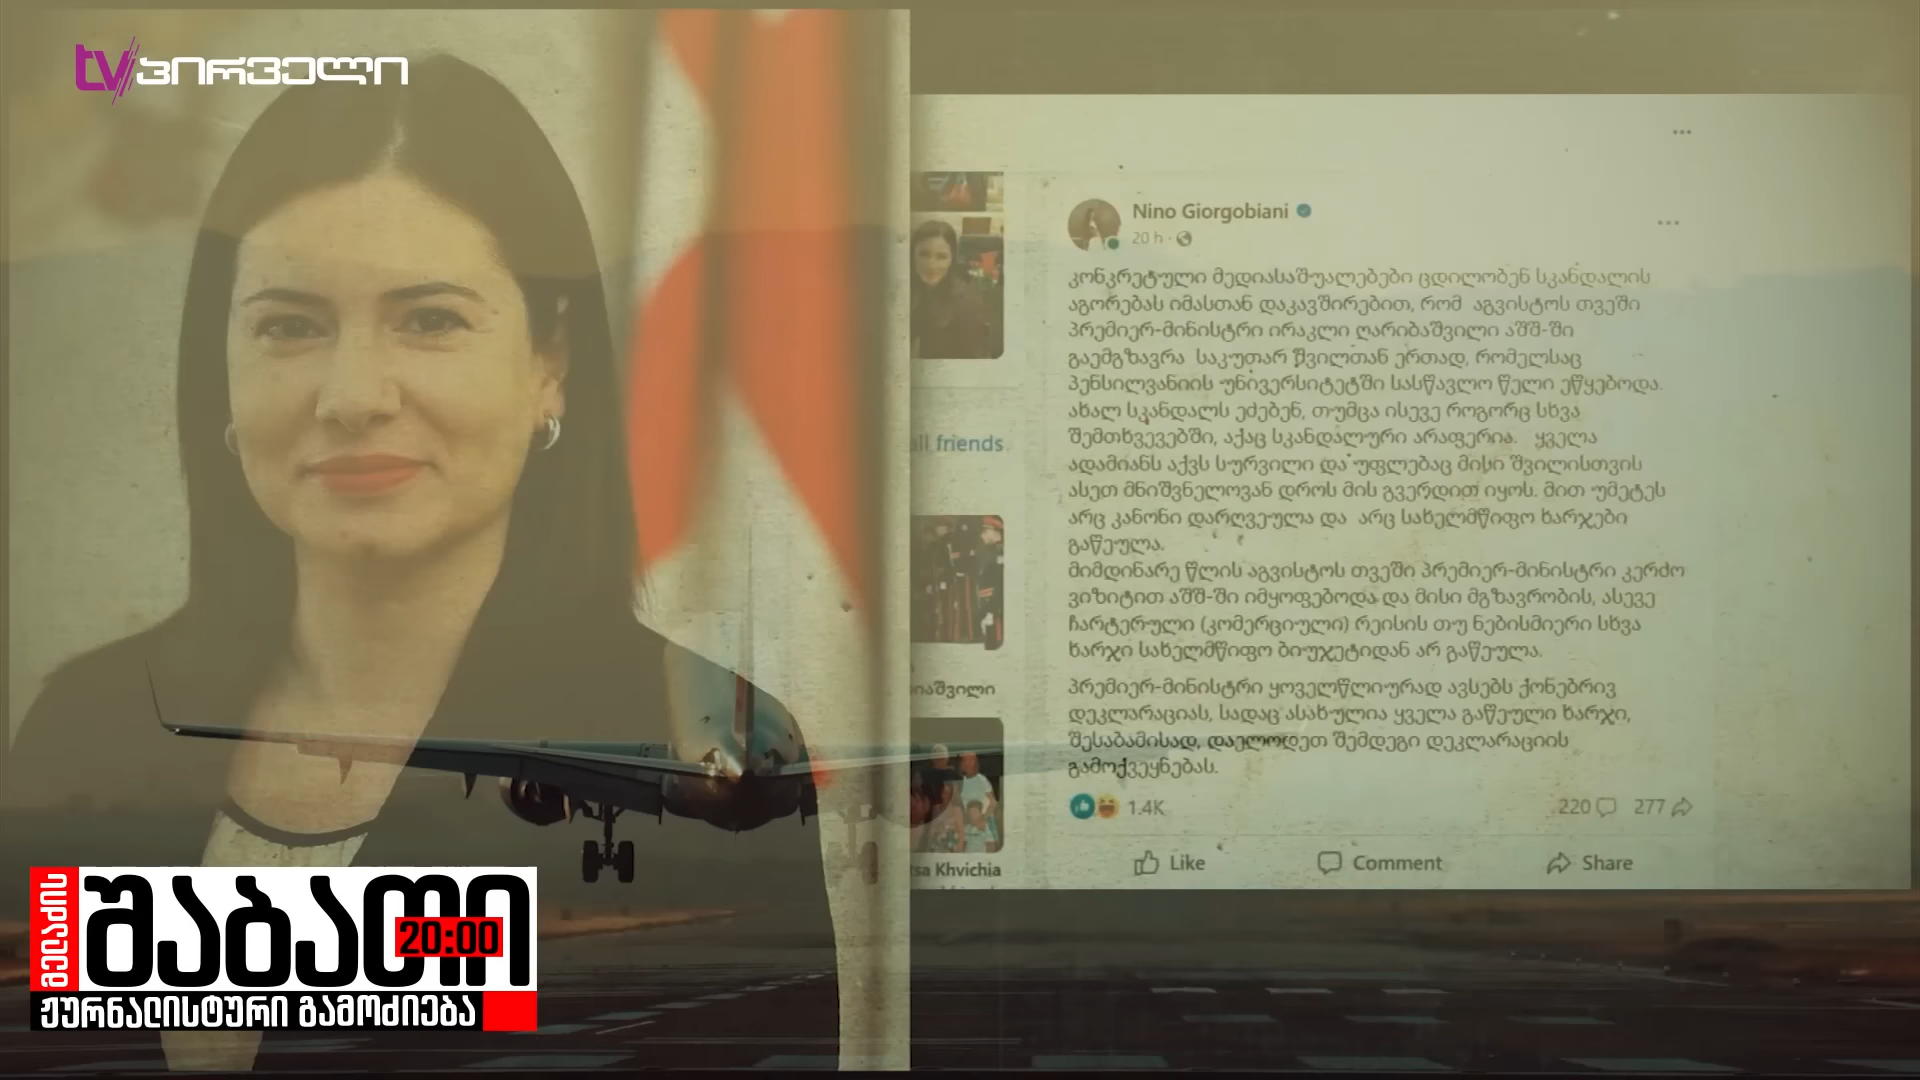 tv პირველი
Nino Giorgobiani
20 h
კონკრეტული მედიასაშუალებები ცდილობენ სკანდალის
აგორებას იმასთან დაკავშირებით, რომ აგვისტოს თვეში
პრემიერ-მინისტრი ირაკლი ღარიბაშვილი აშშ-ში
გაემგზავრა საკუთარ შვილთან ერთად, რომელსაც
პენსილვანიის უნივერსიტეტში სასწავლო წელი ეწყებოდა.
ახალ სკანდალს ეძებენ, თუმცა ისევე როგორც სხვა
შემთხვევებში, აქაც სკანდალური არაფერია. ყველა
ადამიანს აქვს სურვილი და უფლებაც მისი შვილისთვის
ასეთ მნიშვნელოვან დროს მის გვერდით იყოს. მით უმეტეს
არც კანონი დარღვეულა და არც სახელმწიფო ხარჯები
გაწეულა.
მიმდინარე წლის აგვისტოს თვეში პრემიერ-მინისტრი კერძო
ვიზიტით აშშ-ში იმყოფებოდა და მისი მგზავრობის, ასევე
ჩარტერული (კომერციული) რეისის თუ ნებისმიერი სხვა
ხარჯი სახელმწიფო ბიუჯეტიდან არ გაწეულა.
პრემიერ-მინისტრი ყოველწლიურად ავსებს ქონებრივ
დეკლარაციას, სადაც ასახულია ყველა გაწეული ხარჯი,
შესაბამისად, დაელოდეთ შემდეგი დეკლარაციის
გამოქვეყნებას.
1.4K
220
277
Like
Comment
Share
all friends
Khvichia
მელაძის
შაბათი
20:00
ჟურნალისტური გამოძიება